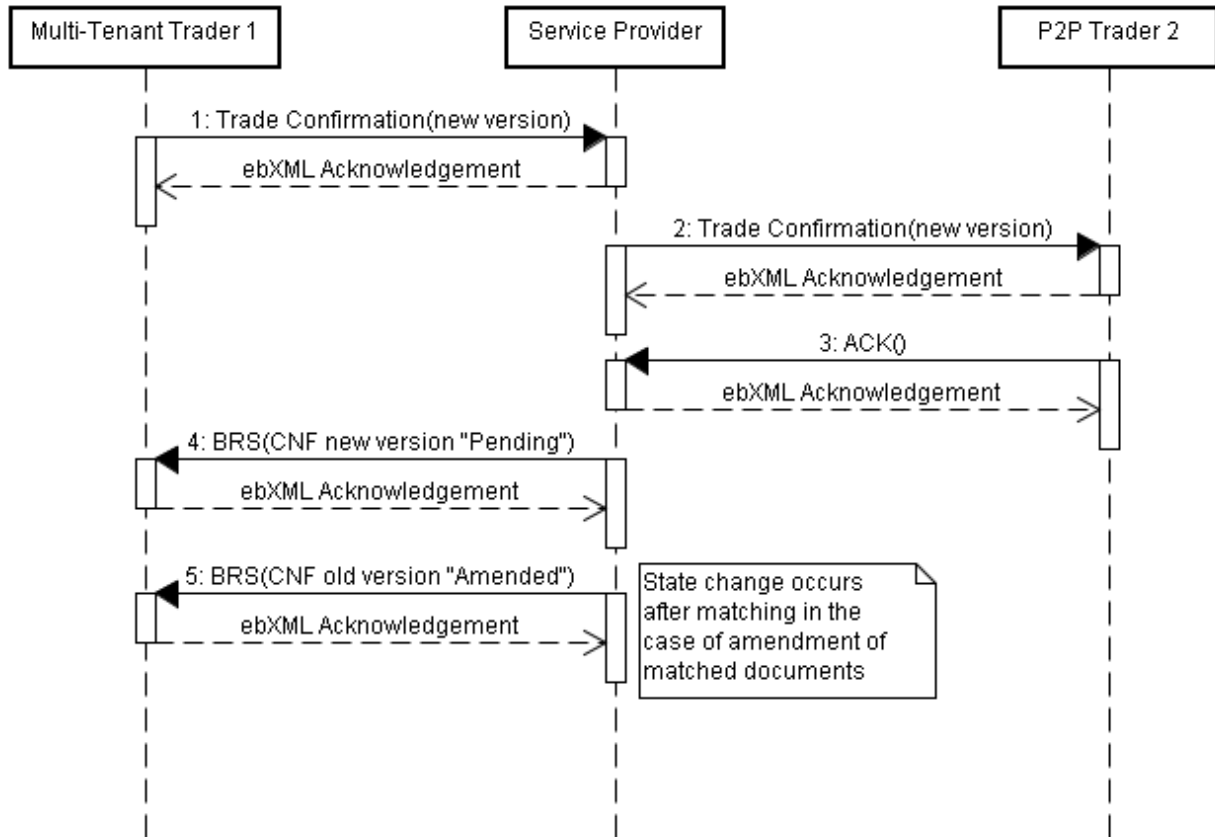 Multi-Tenant Trader 1
Service Provider
P2P Trader 2
1: Trade Confirmation(new version)
ebXML Acknowledgement
2: Trade Confirmation(new version)
ebXML Acknowledgement
3: ACK()
ebXML Acknowledgement
4: BRS(CNF new version "Pending")
ebXML Acknowledgement
5: BRS(CNF old version "Amended")
ebXML Acknowledgement
State change occurs
after matching in the
case of amendment of
matched documents